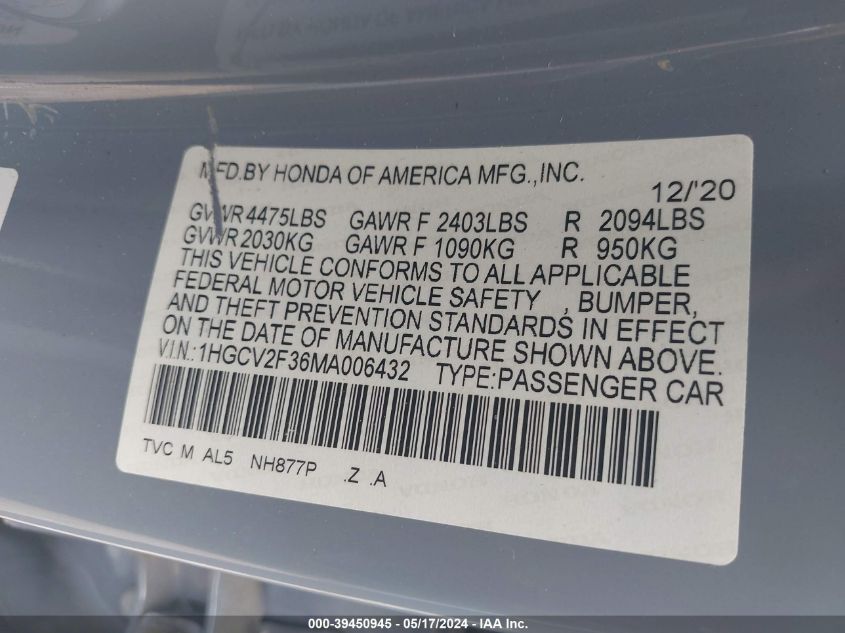 MFD.BY HONDA OF AMERICA MFG.,INC.
12/'20
GVWR 4475LBS GAWR F 2403LBS R 2094LBS
GVWR 2030KG GAWR F 1090KG R 950KG
THIS VEHICLE CONFORMS TO ALL APPLICABLE
FEDERAL MOTOR VEHICLE SAFETY , BUMPER,
AND THEFT PREVENTION STANDARDS IN EFFECT
ON THE DATE OF MANUFACTURE SHOWN ABOVE.
V.I.N.:1HGCV2F36MA006432 TYPE:PASSENGER CAR
TVC M AL5 NH877P .Z .A
000-39450945 - 05/17/2024 - IAA Inc.